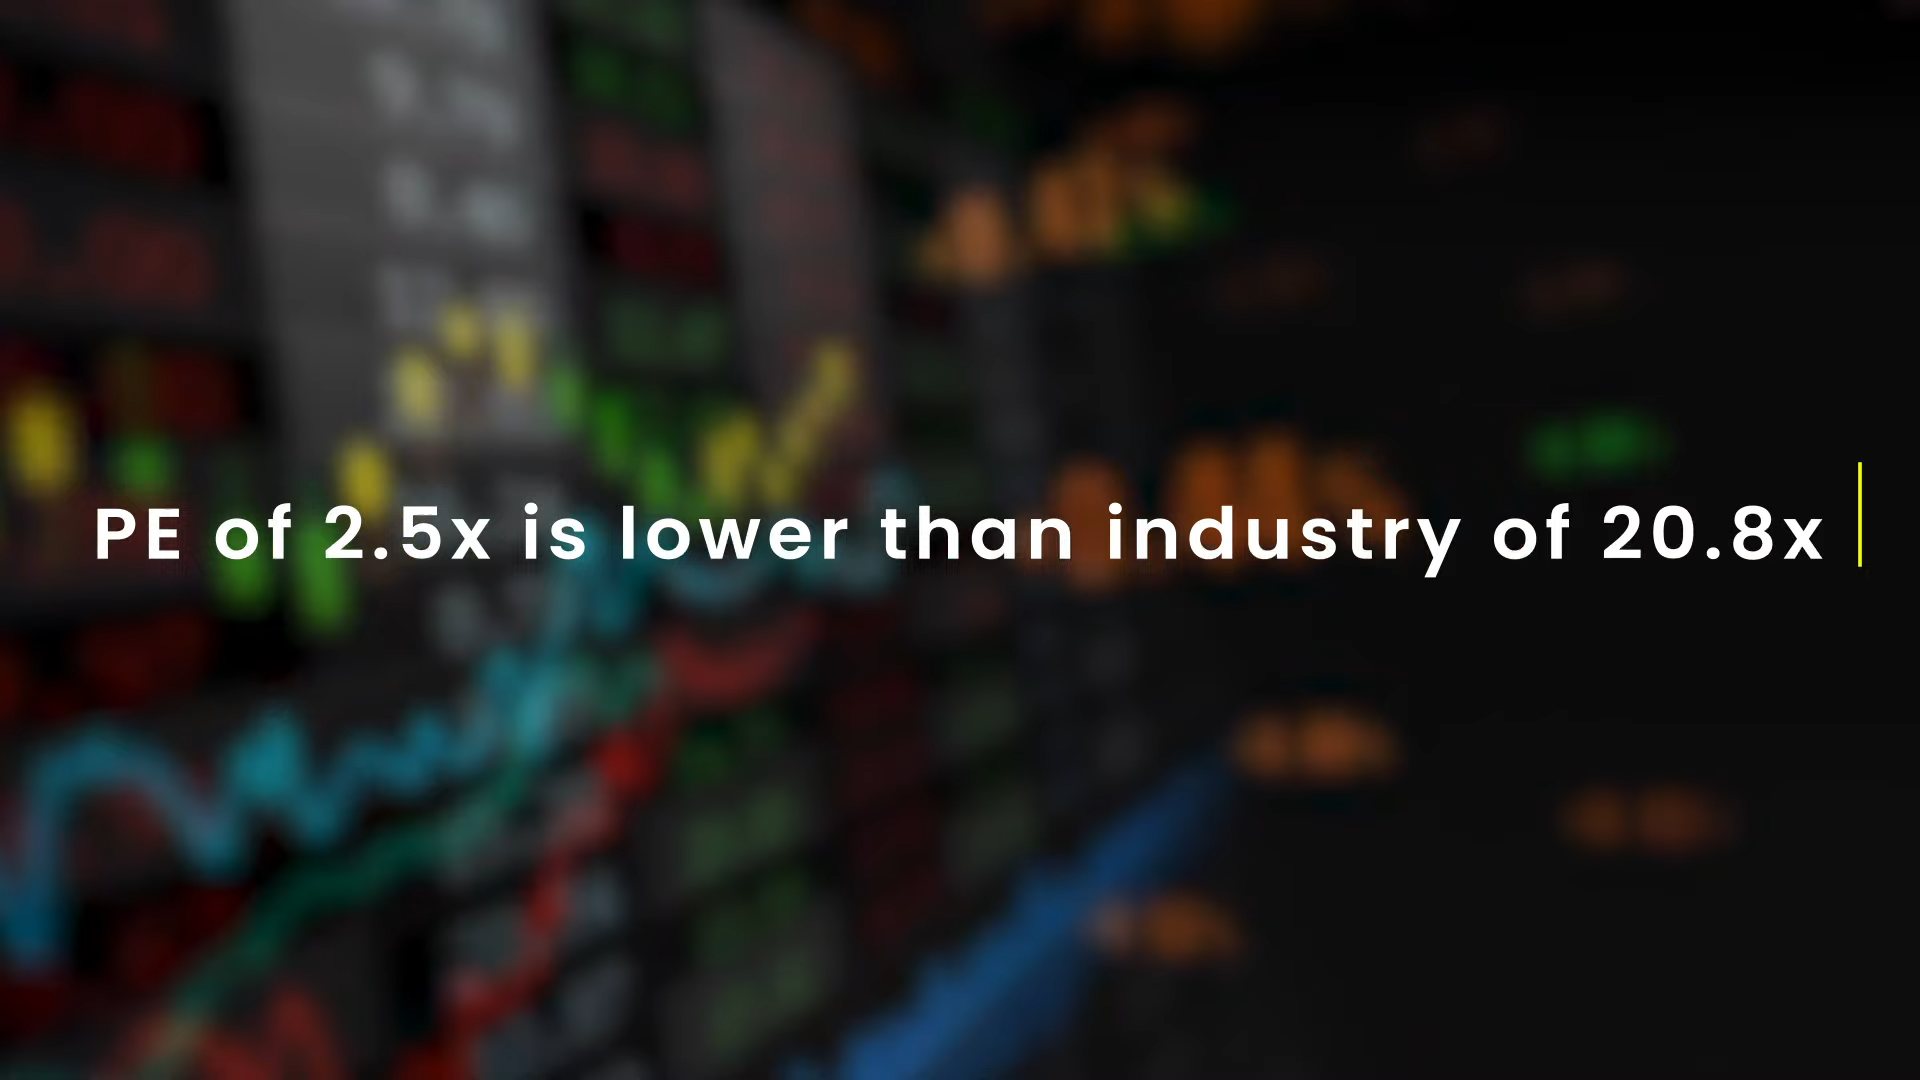 PE of 2.5x is lower than industry of 20.8x